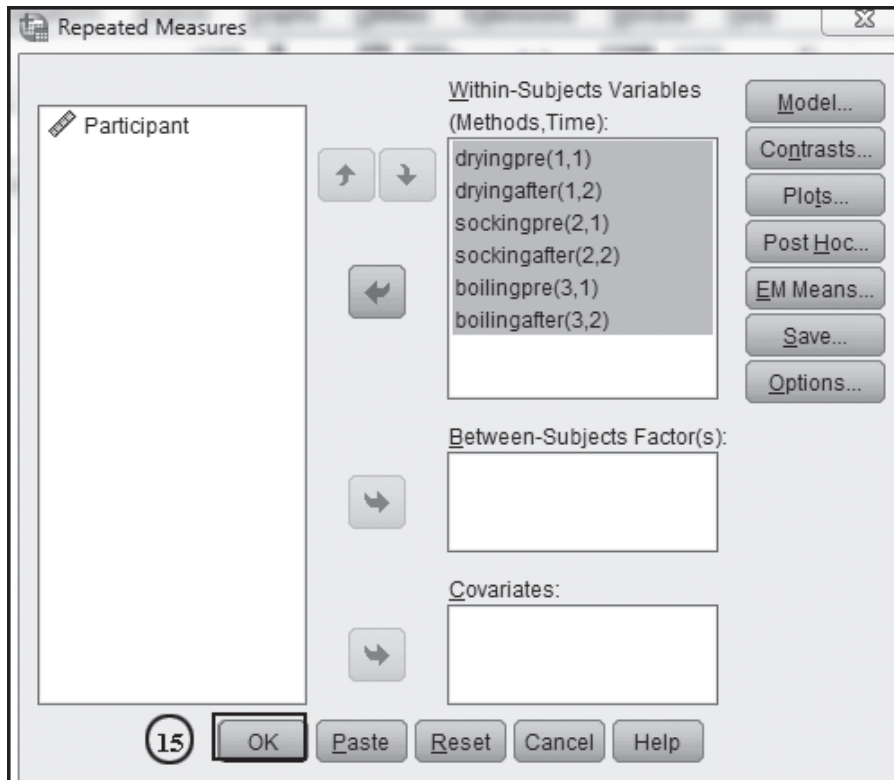 Repeated Measures
Participant
Within-Subjects Variables
(Methods,Time):
dryingpre(1,1)
dryingafter(1,2)
sockingpre(2,1)
sockingafter(2,2)
boilingpre(3,1)
boilingafter(3,2)
Between-Subjects Factor(s):
Covariates:
Model...
Contrasts...
Plots...
Post Hoc...
EM Means...
Save...
Options...
15 OK Paste Reset Cancel Help